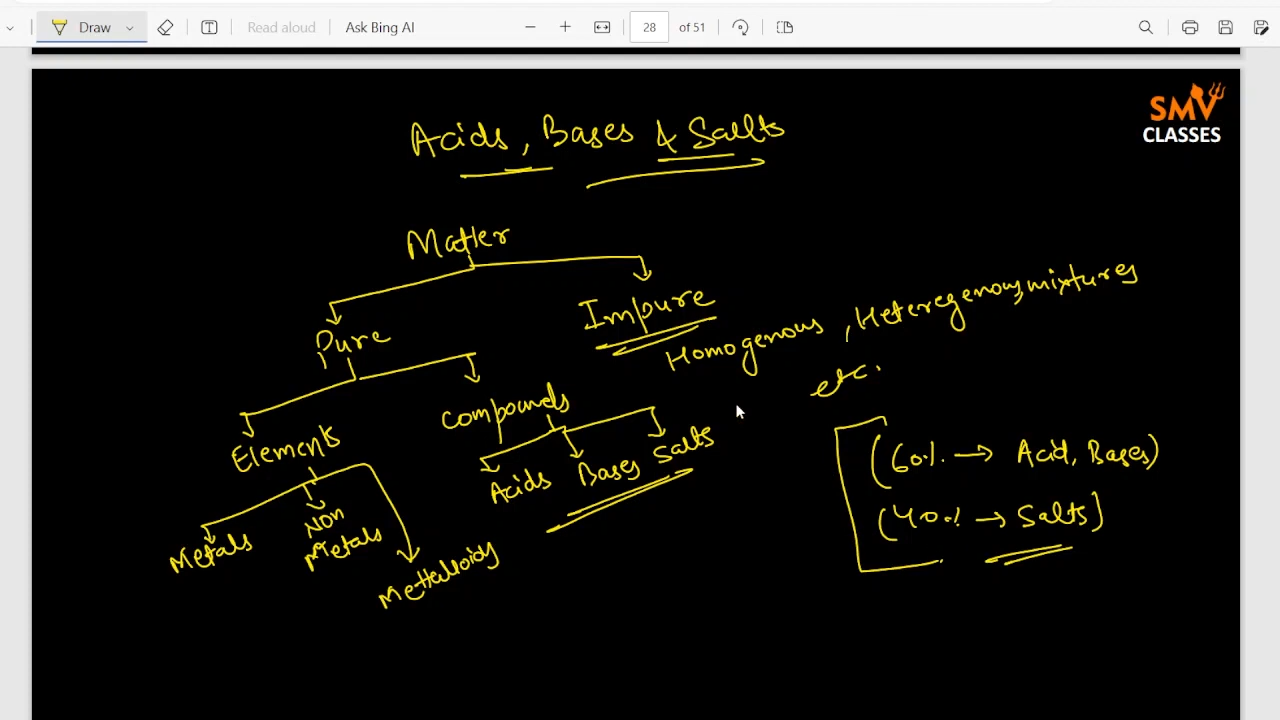 Draw
Read aloud
Ask Bing AI
28
of 51
SMV
CLASSES
Acids, Bases & Salts
Matter
Pure
Impure
Homogenous, Heteregenous, mixtures
etc.
Elements
Compounds
Acids Bases Salts
Metals
Non
Metals
Mettalloids
(60% → Acid, Bases)
(40% → Salts)